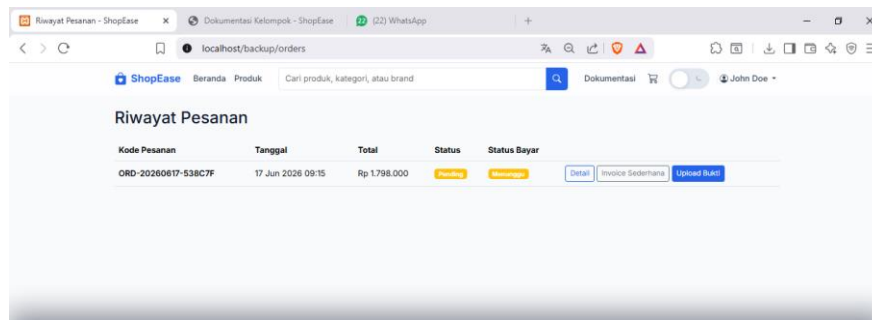 Riwayat Pesanan - ShopEase
Dokumentasi Kelompok - ShopEase
(22) WhatsApp
localhost/backup/orders
ShopEase Beranda Produk Cari produk, kategori, atau brand Dokumentasi John Doe
Riwayat Pesanan
Kode Pesanan Tanggal Total Status Status Bayar
ORD-20260617-538C7F 17 Jun 2026 09:15 Rp 1.798.000 Pending Menunggu Detail Invoice Sederhana Upload Bukti